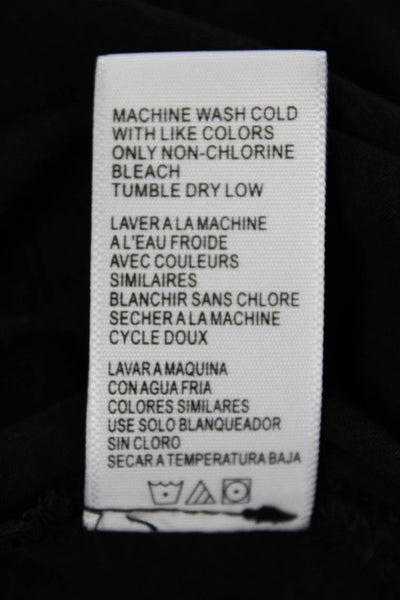 MACHINE WASH COLD
WITH LIKE COLORS
ONLY NON-CHLORINE
BLEACH
TUMBLE DRY LOW
LAVER A LA MACHINE
A L'EAU FROIDE
AVEC COULEURS
SIMILAIRES
BLANCHIR SANS CHLORE
SECHER A LA MACHINE
CYCLE DOUX
LAVAR A MAQUINA
CON AGUA FRIA
COLORES SIMILARES
USE SOLO BLANQUEADOR
SIN CLORO
SECAR A TEMPERATURA BAJA